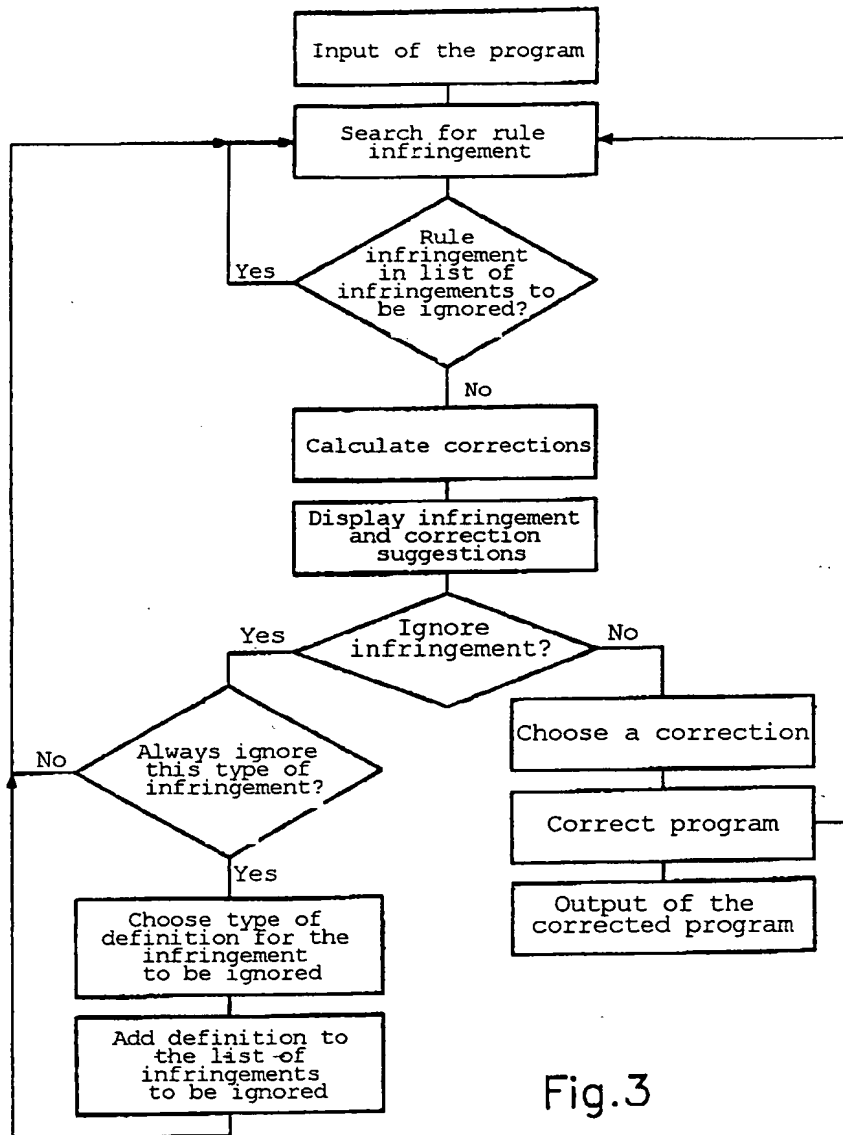 Input of the program
Search for rule
infringement
Rule
infringement
in list of
infringements to
be ignored?
Yes
No
Calculate corrections
Display infringement
and correction
suggestions
Ignore
infringement?
Yes
No
Always ignore
this type of
infringement?
No
Yes
Choose a correction
Correct program
Output of the
corrected program
Choose type of
definition for the
infringement
to be ignored
Add definition to
the list of
infringements
to be ignored
Fig.3